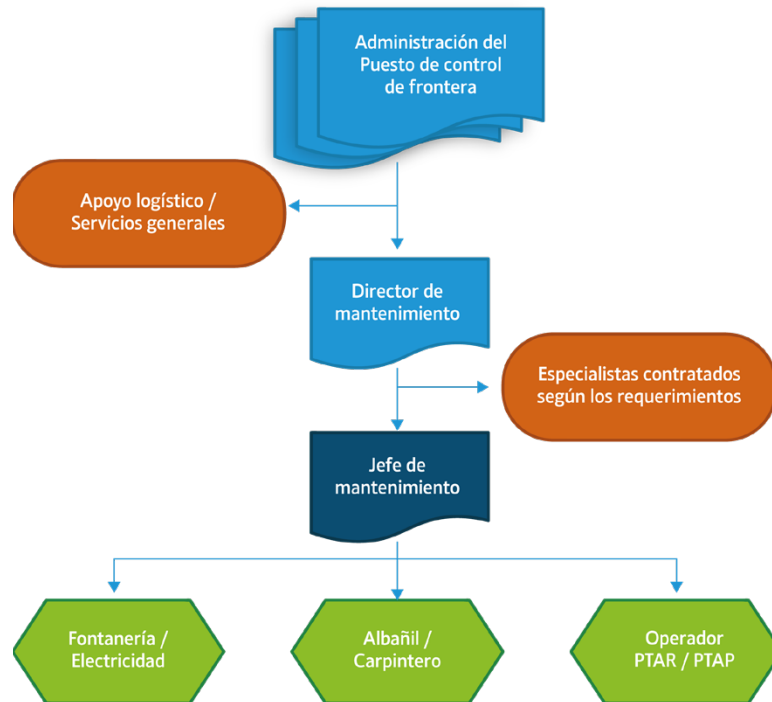 Administración del
Puesto de control
de frontera
Apoyo logístico /
Servicios generales
Director de
mantenimiento
Especialistas contratados
según los requerimientos
Jefe de
mantenimiento
Fontanería /
Electricidad
Albañil /
Carpintero
Operador
PTAR / PTAP